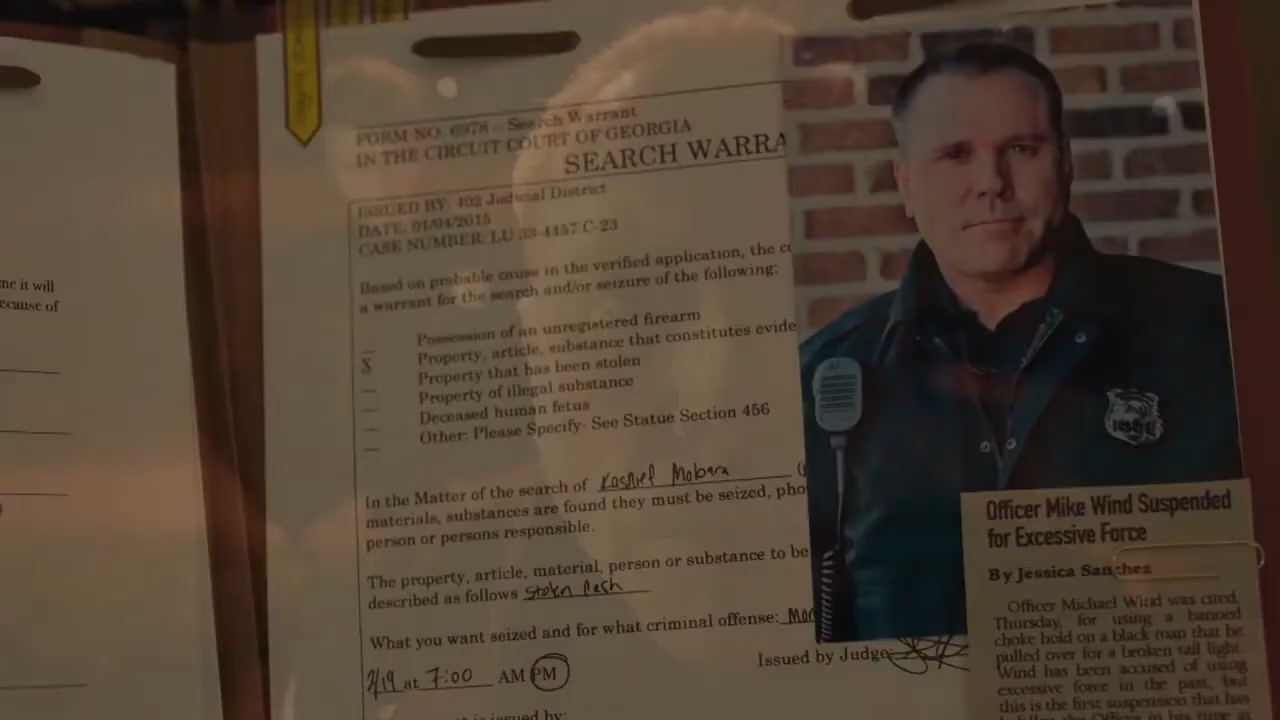 me it will
ecause of
FORM NO. 6978 - Search Warrant
IN THE CIRCUIT COURT OF GEORGIA
SEARCH WARRA
ISSUED BY: 402 Judicial District
DATE: 01/04/2015
CASE NUMBER: LU 33-4457 C-23
Based on probable cause in the verified application, the co
a warrant for the search and/or seizure of the following:
Possession of an unregistered firearm
X Property, article, substance that constitutes evide
Property that has been stolen
Property of illegal substance
Deceased human fetus
Other: Please Specify- See Statue Section 456
In the Matter of the search of
materials, substances are found they must be seized, pho
person or persons responsible.
The property, article, material, person or substance to be
described as follows stolen
What you want seized and for what criminal offense: Mon
at 7:00 AM PM
Issued by Judge
is issued by:
Officer Mike Wind Suspended
for Excessive Force
By Jessica Sanchez
Officer Michael Wind was cited,
Thursday, for using a banned
choke hold on a black man that he
pulled over for a broken tail light.
Wind has been accused of using
excessive force in the past, but
this is the first suspension that has